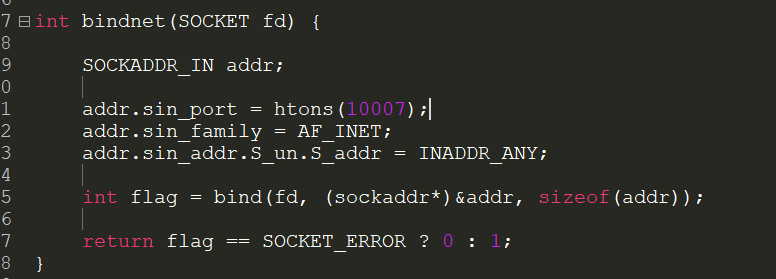 7 int bindnet(SOCKET fd) {
8
9 SOCKADDR_IN addr;
0
1 addr.sin_port = htons(10007);
2 addr.sin_family = AF_INET;
3 addr.sin_addr.S_un.S_addr = INADDR_ANY;
4
5 int flag = bind(fd, (sockaddr*)&addr, sizeof(addr));
6
7 return flag == SOCKET_ERROR ? 0 : 1;
8 }